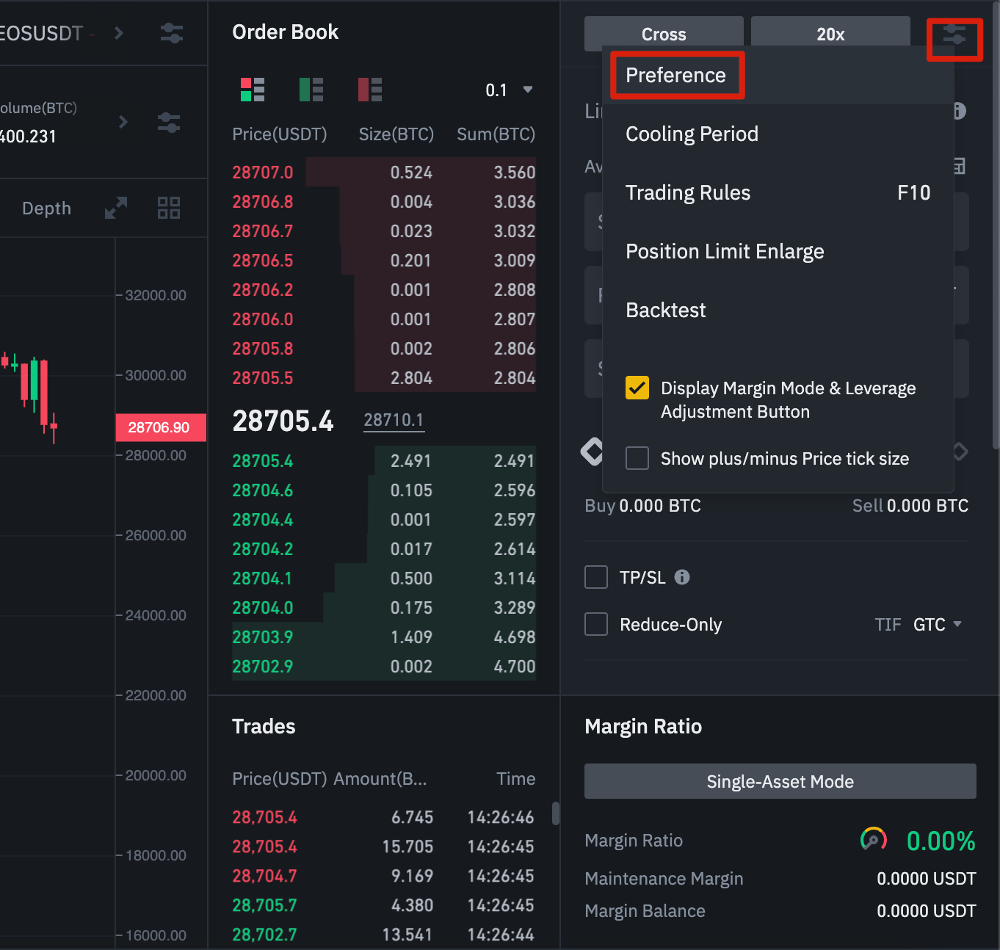 EOSUSDT
Volume(BTC)
400.231
Depth
32000.00
30000.00
28706.90
28000.00
26000.00
24000.00
22000.00
20000.00
18000.00
16000.00
Order Book
0.1
Price(USDT) Size(BTC) Sum(BTC)
28707.0 0.524 3.560
28706.8 0.004 3.036
28706.7 0.023 3.032
28706.5 0.201 3.009
28706.2 0.001 2.808
28706.0 0.001 2.807
28705.8 0.002 2.806
28705.5 2.804 2.804
28705.4 28710.1
28705.4 2.491 2.491
28704.6 0.105 2.596
28704.4 0.001 2.597
28704.2 0.017 2.614
28704.1 0.500 3.114
28704.0 0.175 3.289
28703.9 1.409 4.698
28702.9 0.002 4.700
Trades
Price(USDT) Amount(B... Time
28,705.4 6.745 14:26:46
28,705.4 15.705 14:26:45
28,704.7 9.169 14:26:45
28,705.7 4.380 14:26:45
28,702.7 13.541 14:26:44
Cross 20x
Preference
Cooling Period
Trading Rules F10
Position Limit Enlarge
Backtest
Display Margin Mode & Leverage
Adjustment Button
Show plus/minus Price tick size
Buy 0.000 BTC Sell 0.000 BTC
TP/SL
Reduce-Only TIF GTC
Margin Ratio
Single-Asset Mode
Margin Ratio 0.00%
Maintenance Margin 0.0000 USDT
Margin Balance 0.0000 USDT